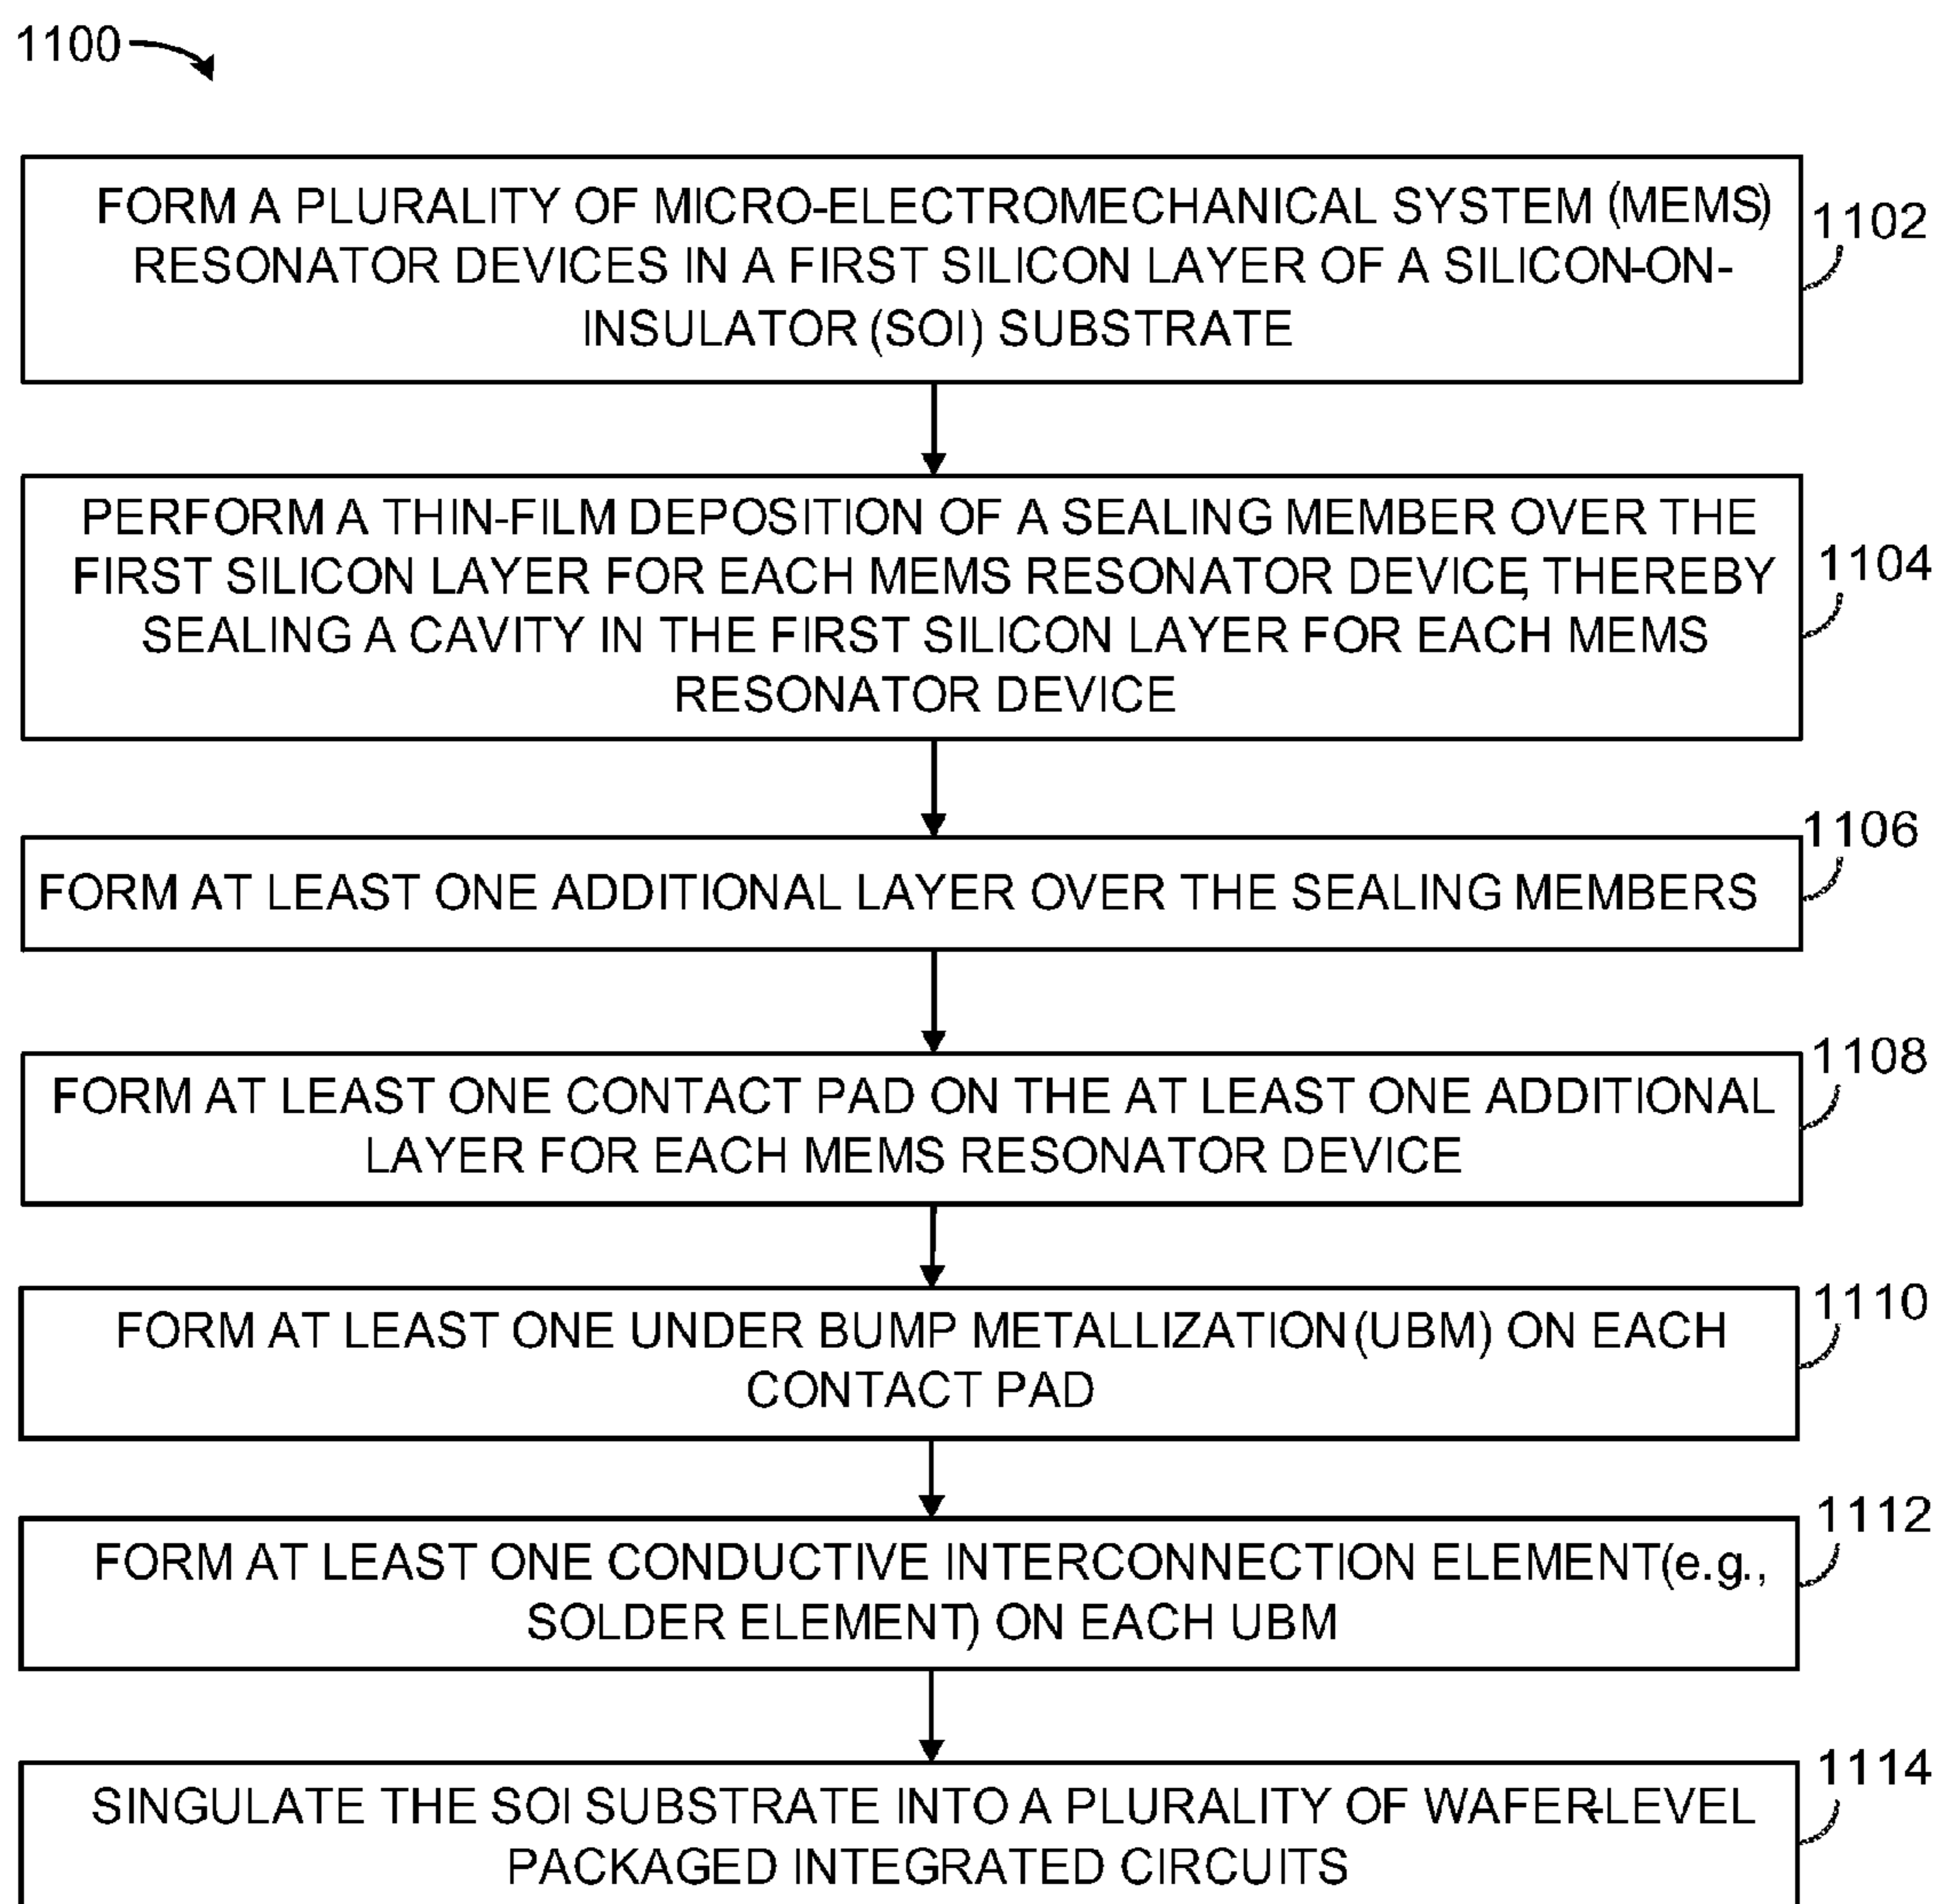 1100
FORM A PLURALITY OF MICRO-ELECTROMECHANICAL SYSTEM (MEMS)
RESONATOR DEVICES IN A FIRST SILICON LAYER OF A SILICON-ON-
INSULATOR (SOI) SUBSTRATE
1102
PERFORM A THIN-FILM DEPOSITION OF A SEALING MEMBER OVER THE
FIRST SILICON LAYER FOR EACH MEMS RESONATOR DEVICE, THEREBY
SEALING A CAVITY IN THE FIRST SILICON LAYER FOR EACH MEMS
RESONATOR DEVICE
1104
FORM AT LEAST ONE ADDITIONAL LAYER OVER THE SEALING MEMBERS
1106
FORM AT LEAST ONE CONTACT PAD ON THE AT LEAST ONE ADDITIONAL
LAYER FOR EACH MEMS RESONATOR DEVICE
1108
FORM AT LEAST ONE UNDER BUMP METALLIZATION (UBM) ON EACH
CONTACT PAD
1110
FORM AT LEAST ONE CONDUCTIVE INTERCONNECTION ELEMENT (e.g.,
SOLDER ELEMENT) ON EACH UBM
1112
SINGULATE THE SOI SUBSTRATE INTO A PLURALITY OF WAFER-LEVEL
PACKAGED INTEGRATED CIRCUITS
1114